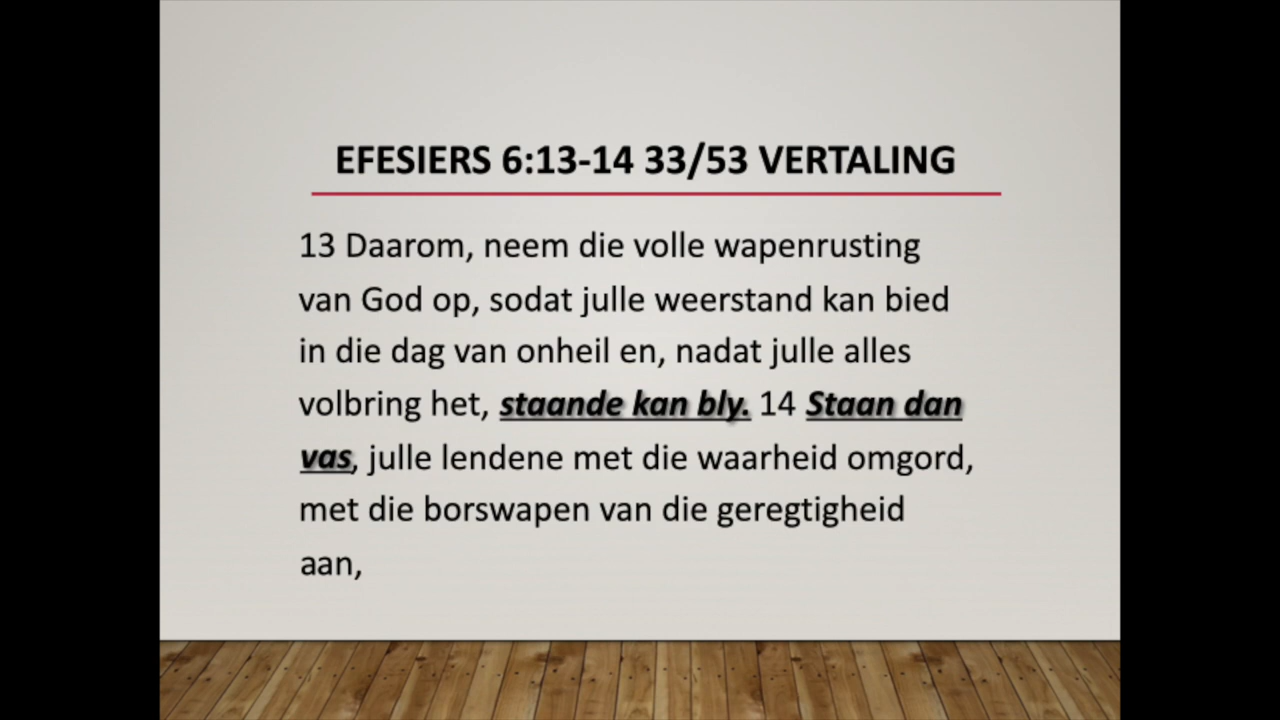 EFESIERS 6:13-14 33/53 VERTALING
13 Daarom, neem die volle wapenrusting
van God op, sodat julle weerstand kan bied
in die dag van onheil en, nadat julle alles
volbring het, staande kan bly. 14 Staan dan
vas, julle lendene met die waarheid omgord,
met die borswapen van die geregtigheid
aan,